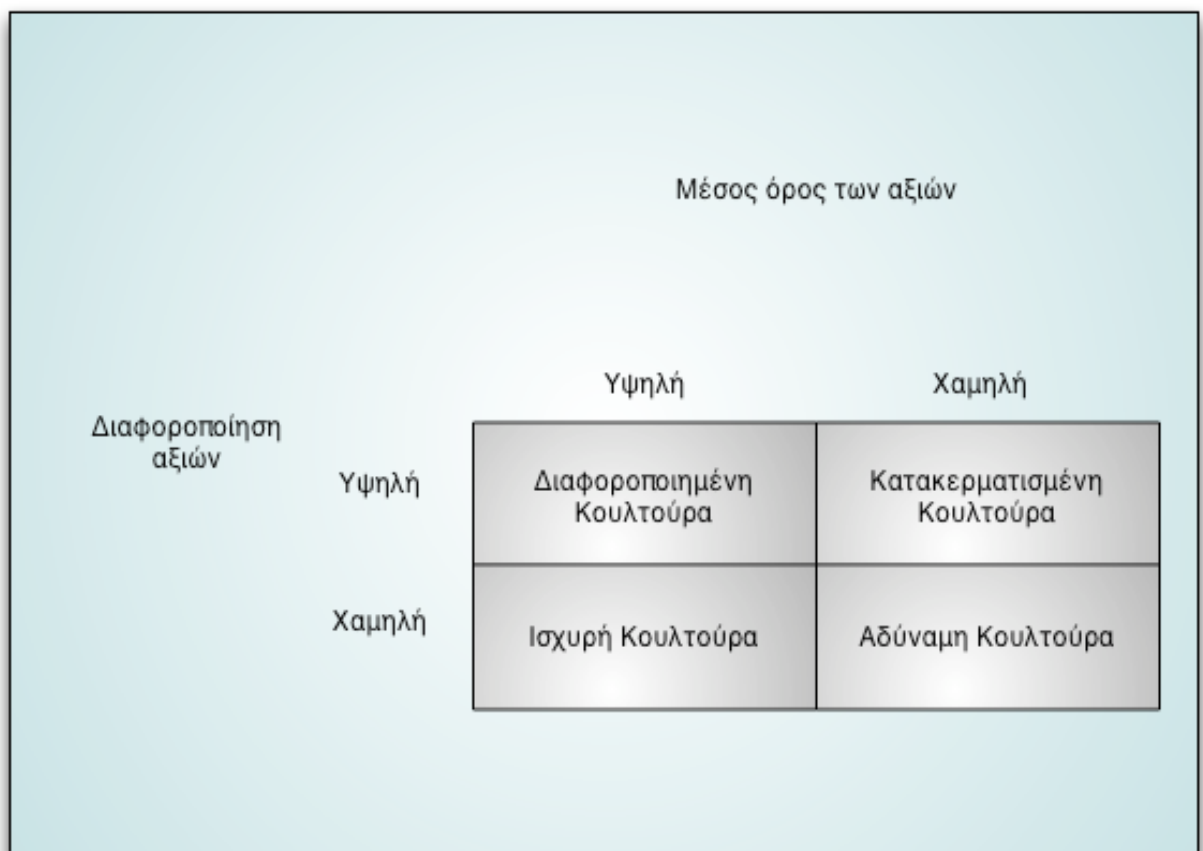 Μέσος όρος των αξιών
Υψηλή
Χαμηλή
Διαφοροποίηση
αξιών
Υψηλή
Διαφοροποιημένη
Κουλτούρα
Κατακερματισμένη
Κουλτούρα
Χαμηλή
Ισχυρή Κουλτούρα
Αδύναμη Κουλτούρα